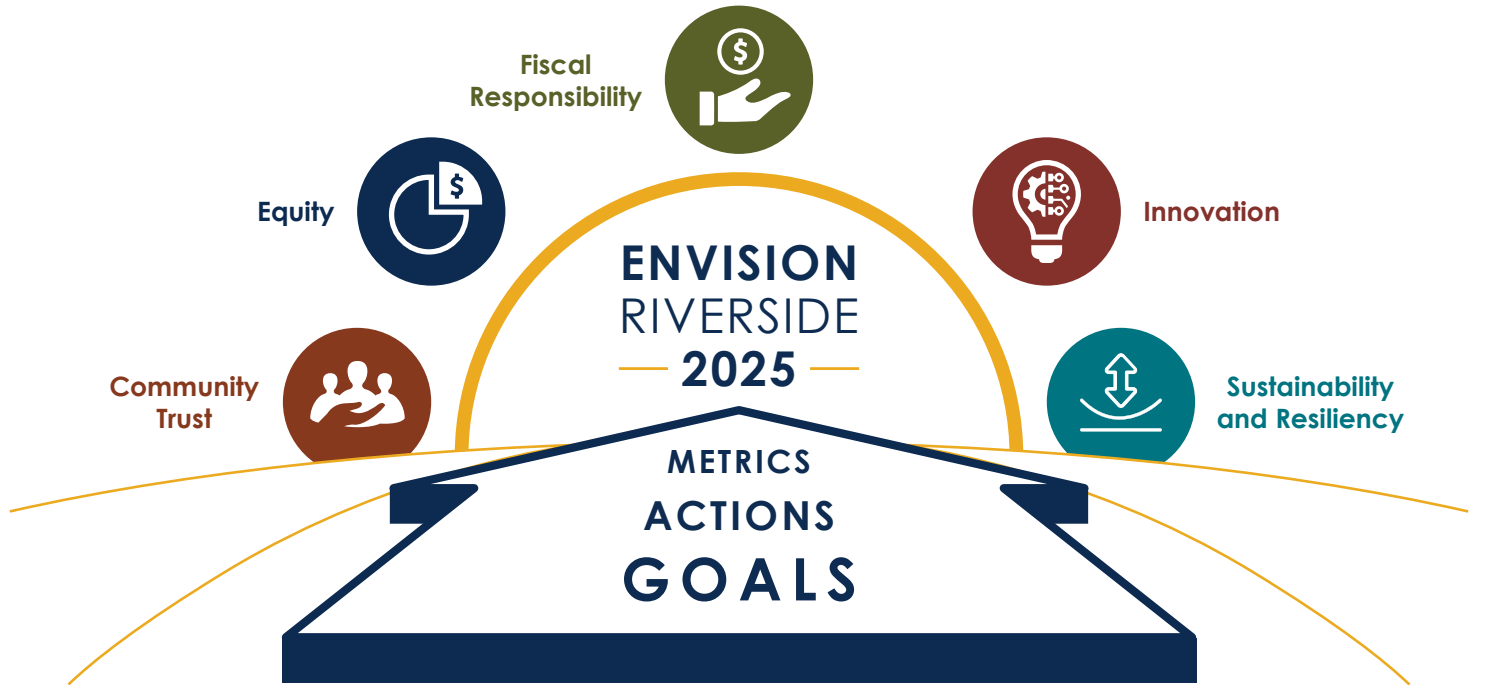 Fiscal
Responsibility
$
Equity
$
Innovation
ENVISION
RIVERSIDE
2025
Community
Trust
Sustainability
and Resiliency
METRICS
ACTIONS
GOALS